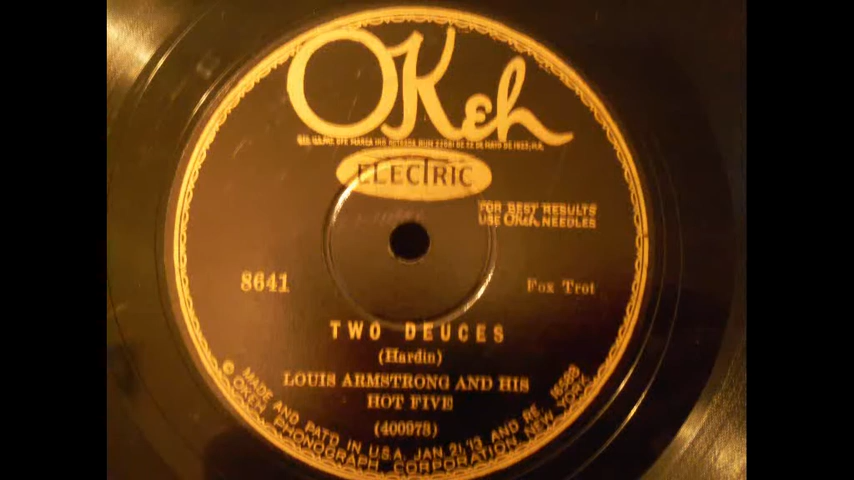 OKeh
ELECTRIC
FOR BEST RESULTS
USE OKeh NEEDLES
8641
Fox Trot
TWO DEUCES
(Hardin)
LOUIS ARMSTRONG AND HIS
HOT FIVE
(400973)
MADE AND PAT'D IN U.S.A. JAN. 21, '13 AND RE. 16588
© OKEH PHONOGRAPH CORPORATION NEW YORK